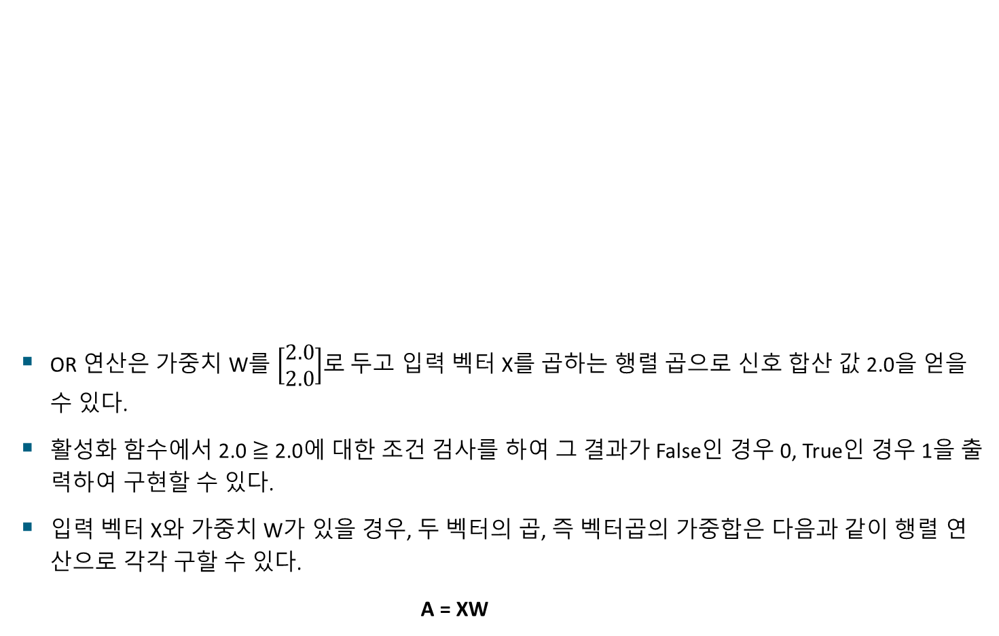 ■ OR 연산은 가중치 W를 [2.0 2.0]로 두고 입력 벡터 X를 곱하는 행렬 곱으로 신호 합산 값 2.0을 얻을
수 있다.
■ 활성화 함수에서 2.0 ≧ 2.0에 대한 조건 검사를 하여 그 결과가 False인 경우 0, True인 경우 1을 출
력하여 구현할 수 있다.
■ 입력 벡터 X와 가중치 W가 있을 경우, 두 벡터의 곱, 즉 벡터곱의 가중합은 다음과 같이 행렬 연
산으로 각각 구할 수 있다.
A = XW